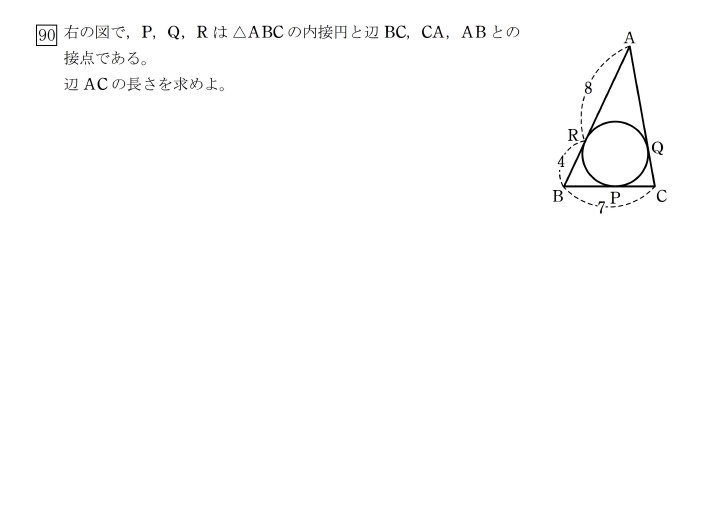 90 右の図で，P，Q，R は △ABC の内接円と辺 BC，CA，AB との
接点である。
辺 AC の長さを求めよ。
A
8
R
Q
4
B
P
C
7